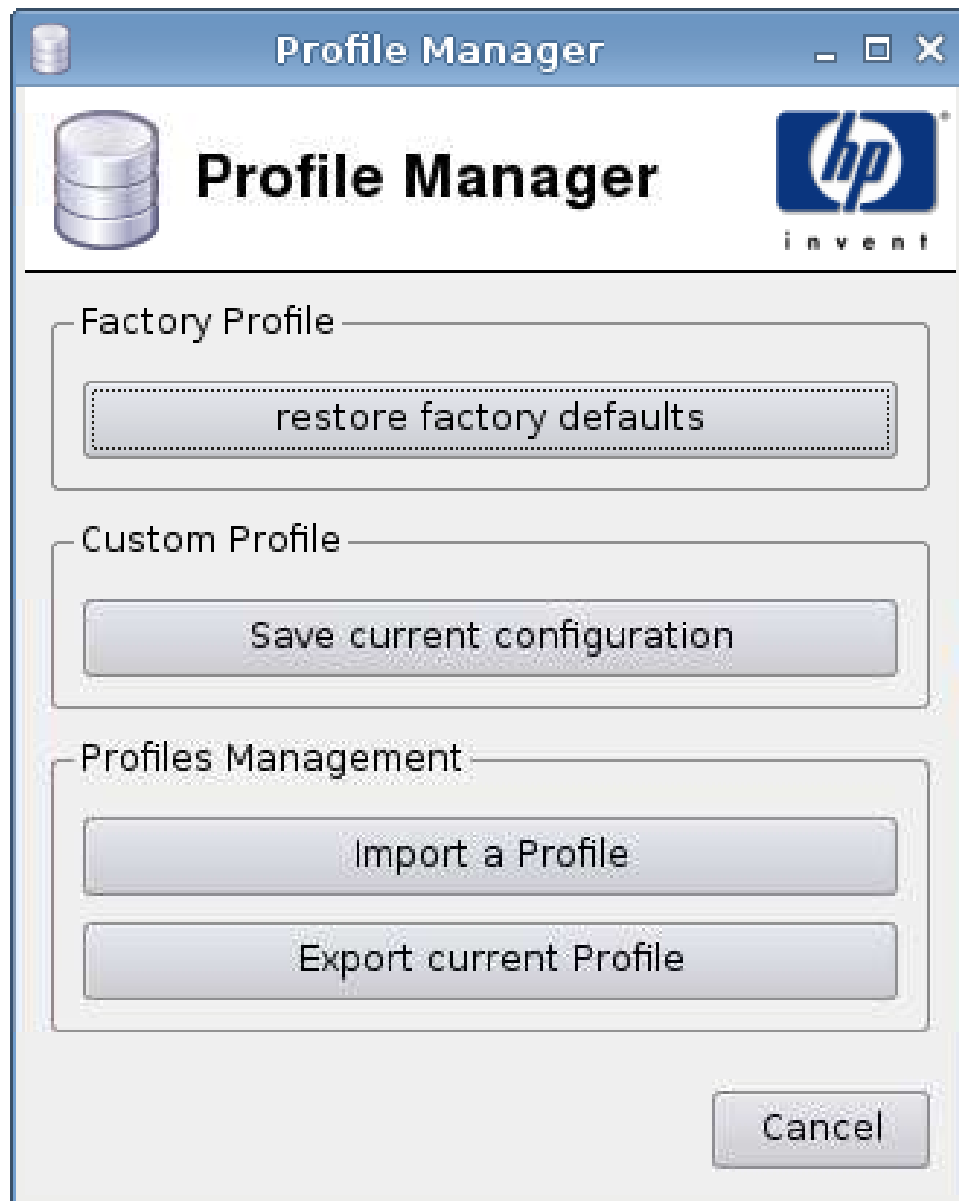 Profile Manager
Profile Manager
hp
invent
Factory Profile
restore factory defaults
Custom Profile
Save current configuration
Profiles Management
Import a Profile
Export current Profile
Cancel